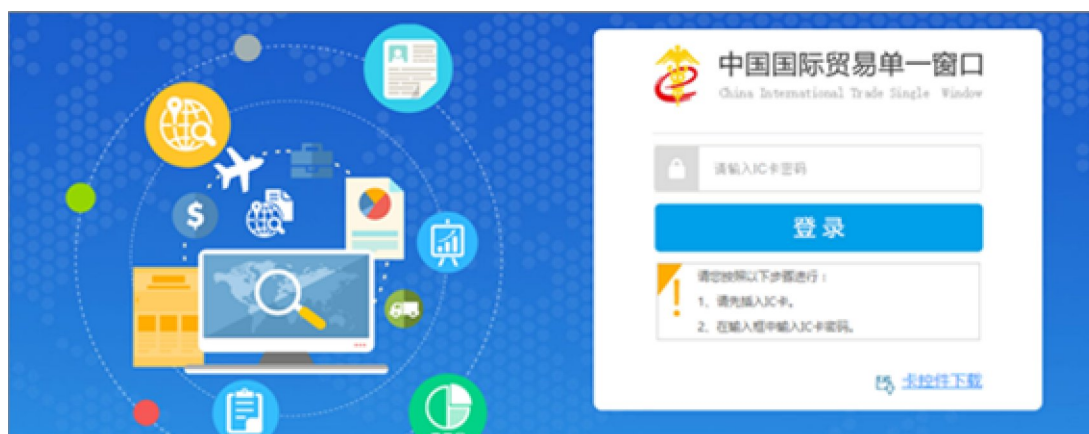 中国国际贸易单一窗口
China International Trade Single Window
请输入IC卡密码
登录
请您按照以下步骤进行：
1、请先插入IC卡。
2、在输入框中输入IC卡密码。
卡控件下载